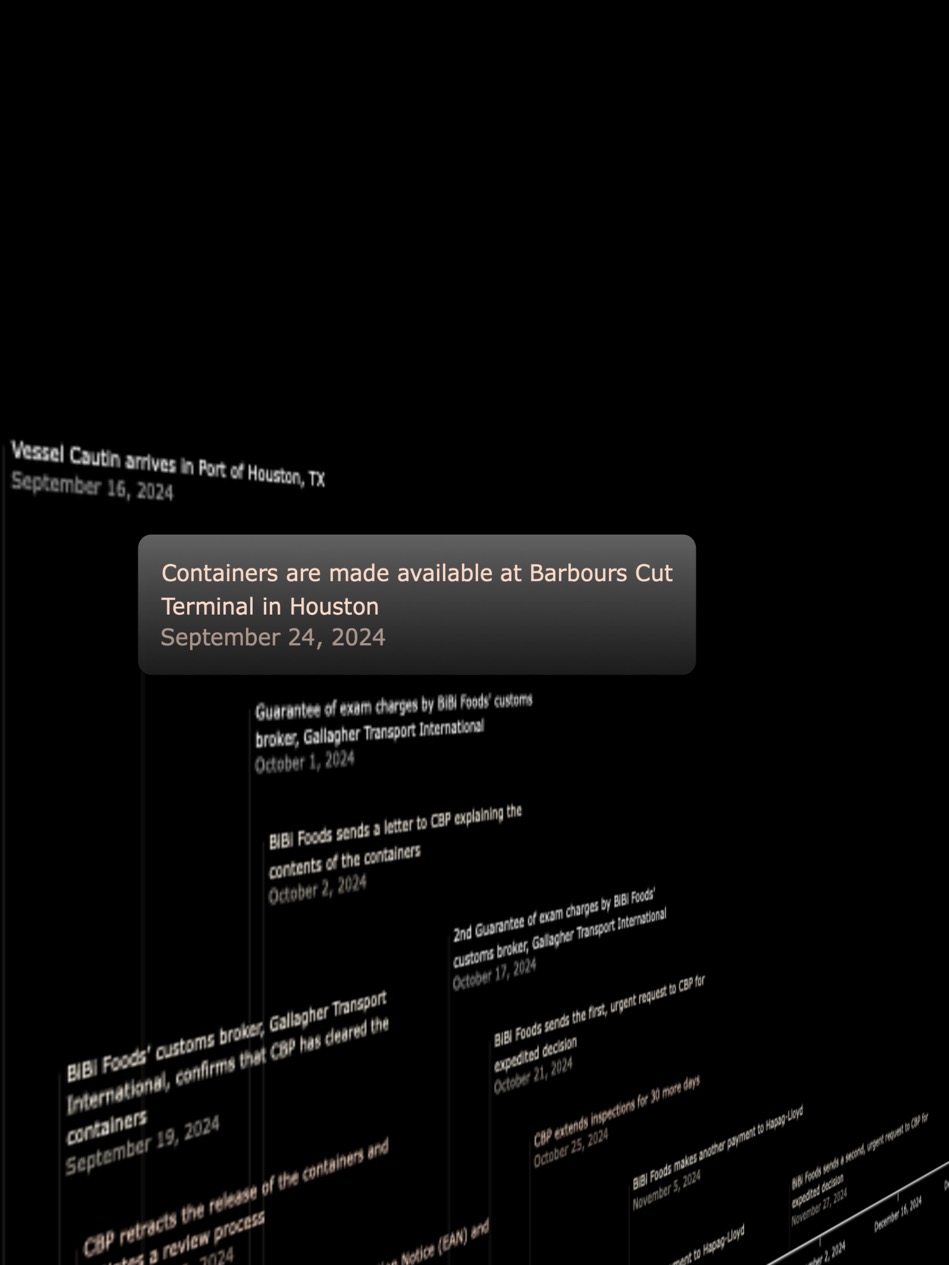 Vessel Cautin arrives in Port of Houston, TX
September 16, 2024
Containers are made available at Barbours Cut
Terminal in Houston
September 24, 2024
Guarantee of exam charges by BiBi Foods' customs
broker, Gallagher Transport International
October 1, 2024
BiBi Foods sends a letter to CBP explaining the
contents of the containers
October 2, 2024
2nd Guarantee of exam charges by BiBi Foods'
customs broker, Gallagher Transport International
October 17, 2024
BiBi Foods sends the first, urgent request to CBP for
expedited decision
October 21, 2024
BiBi Foods' customs broker, Gallagher Transport
International, confirms that CBP has cleared the
containers
September 19, 2024
CBP extends inspections for 30 more days
October 25, 2024
BiBi Foods makes another payment to Hapag-Lloyd
November 5, 2024
BiBi Foods sends a second, urgent request to CBP for
expedited decision
November 27, 2024
CBP retracts the release of the containers and
a review process
2024
Notice (EAN) and
to Hapag-Lloyd
2, 2024
December 16, 2024